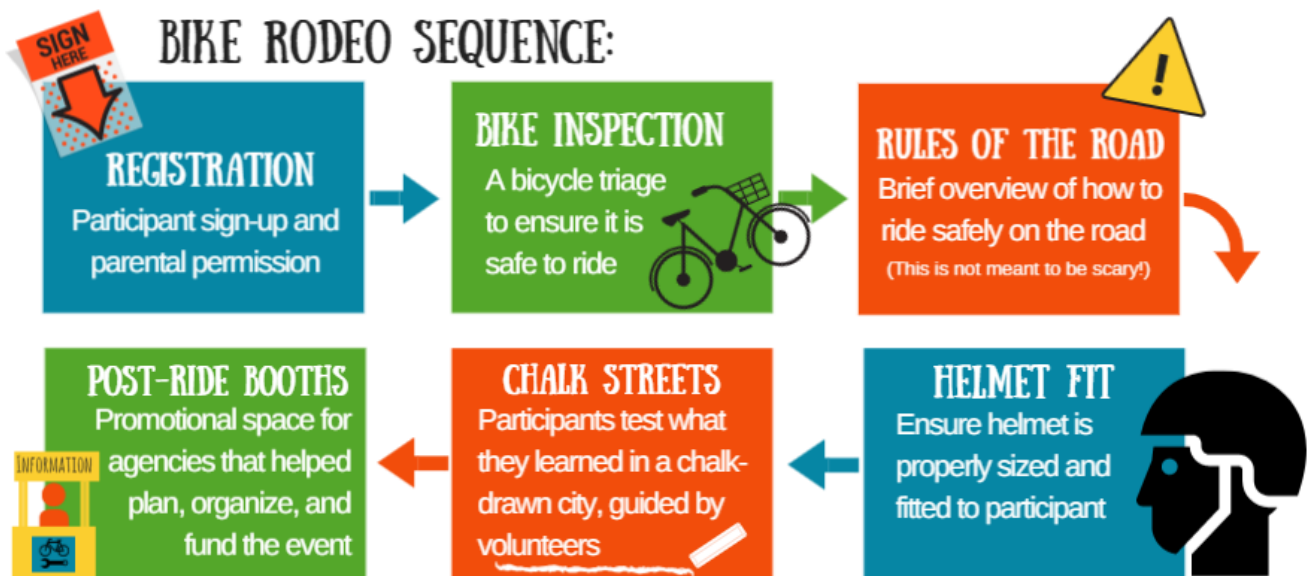 BIKE RODEO SEQUENCE:
SIGN
HERE
REGISTRATION
Participant sign-up and
parental permission
BIKE INSPECTION
A bicycle triage
to ensure it is
safe to ride
!
RULES OF THE ROAD
Brief overview of how to
ride safely on the road
(This is not meant to be scary!)
HELMET FIT
Ensure helmet is
properly sized and
fitted to participant
CHALK STREETS
Participants test what
they learned in a chalk-
drawn city, guided by
volunteers
POST-RIDE BOOTHS
Promotional space for
agencies that helped
plan, organize, and
fund the event
INFORMATION